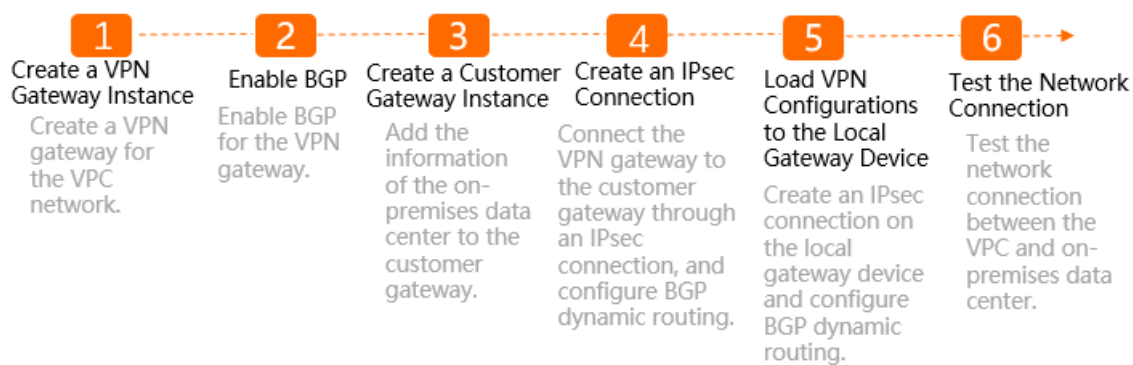 1
Create a VPN
Gateway Instance
Create a VPN
gateway for
the VPC
network.
2
Enable BGP
Enable BGP
for the VPN
gateway.
3
Create a Customer
Gateway Instance
Add the
information
of the on-
premises data
center to the
customer
gateway.
4
Create an IPsec
Connection
Connect the
VPN gateway to
the customer
gateway through
an IPsec
connection, and
configure BGP
dynamic routing.
5
Load VPN
Configurations
to the Local
Gateway Device
Create an IPsec
connection on
the local
gateway device
and configure
BGP dynamic
routing.
6
Test the Network
Connection
Test the
network
connection
between the
VPC and on-
premises data
center.